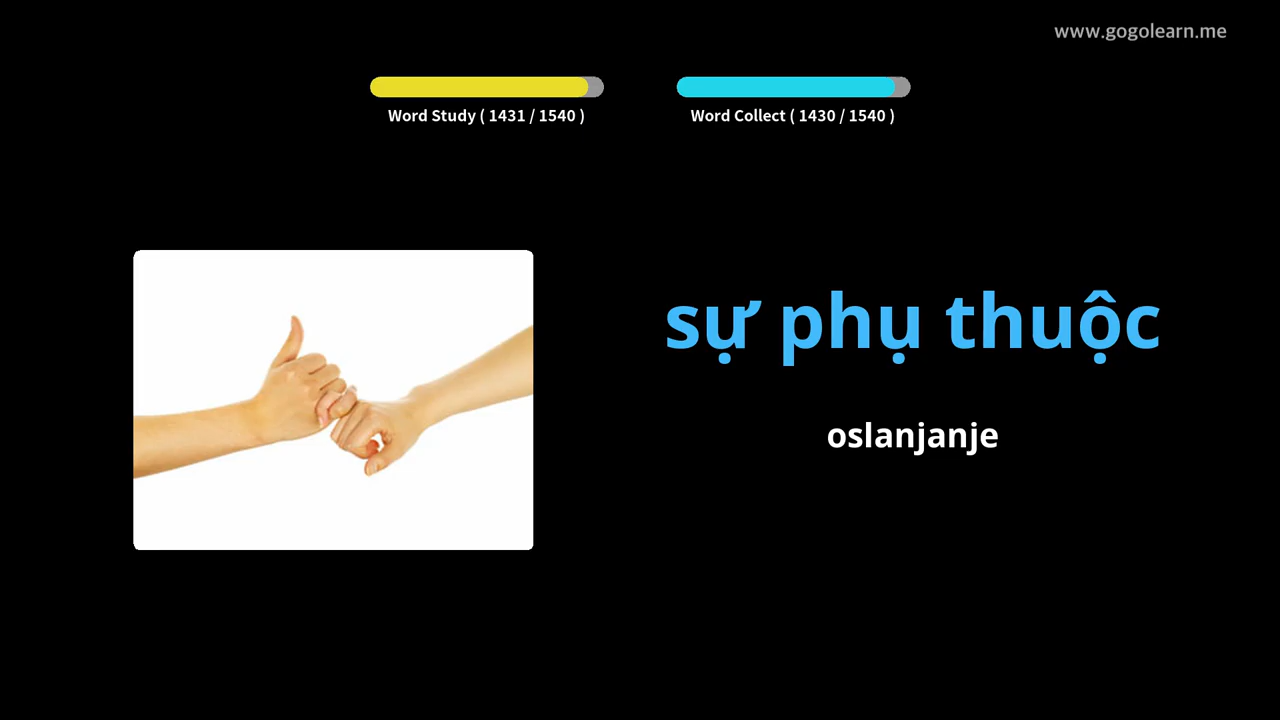 www.gogolearn.me
Word Study ( 1431 / 1540 )
Word Collect ( 1430 / 1540 )
sự phụ thuộc
oslanjanje